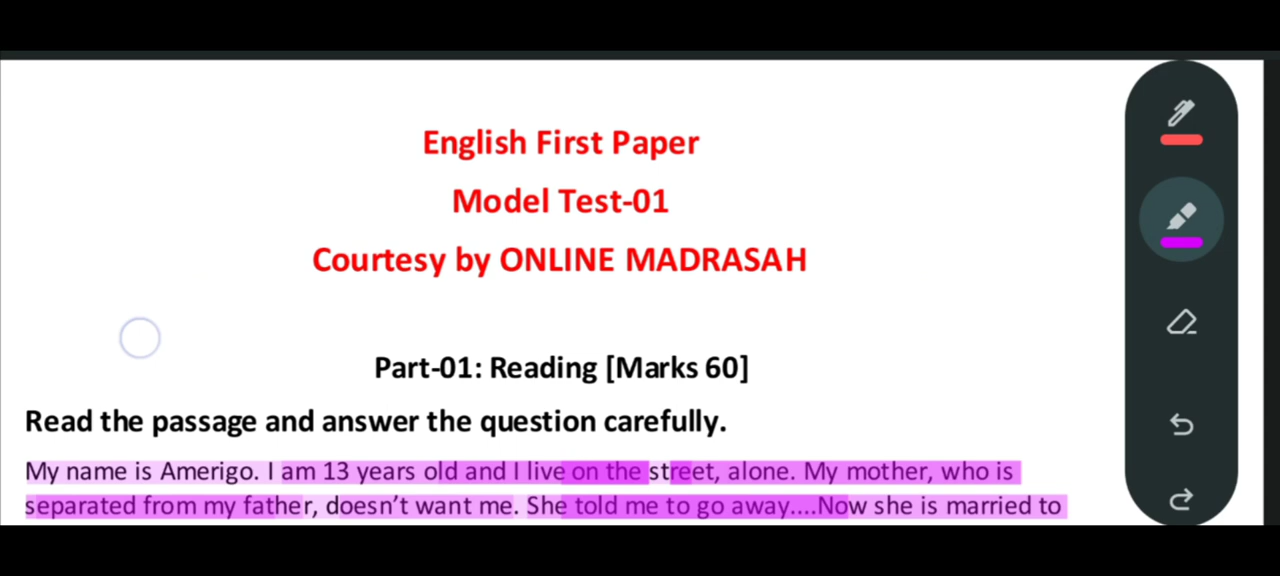 English First Paper
Model Test-01
Courtesy by ONLINE MADRASAH
Part-01: Reading [Marks 60]
Read the passage and answer the question carefully.
My name is Amerigo. I am 13 years old and I live on the street, alone. My mother, who is
separated from my father, doesn’t want me. She told me to go away....Now she is married to